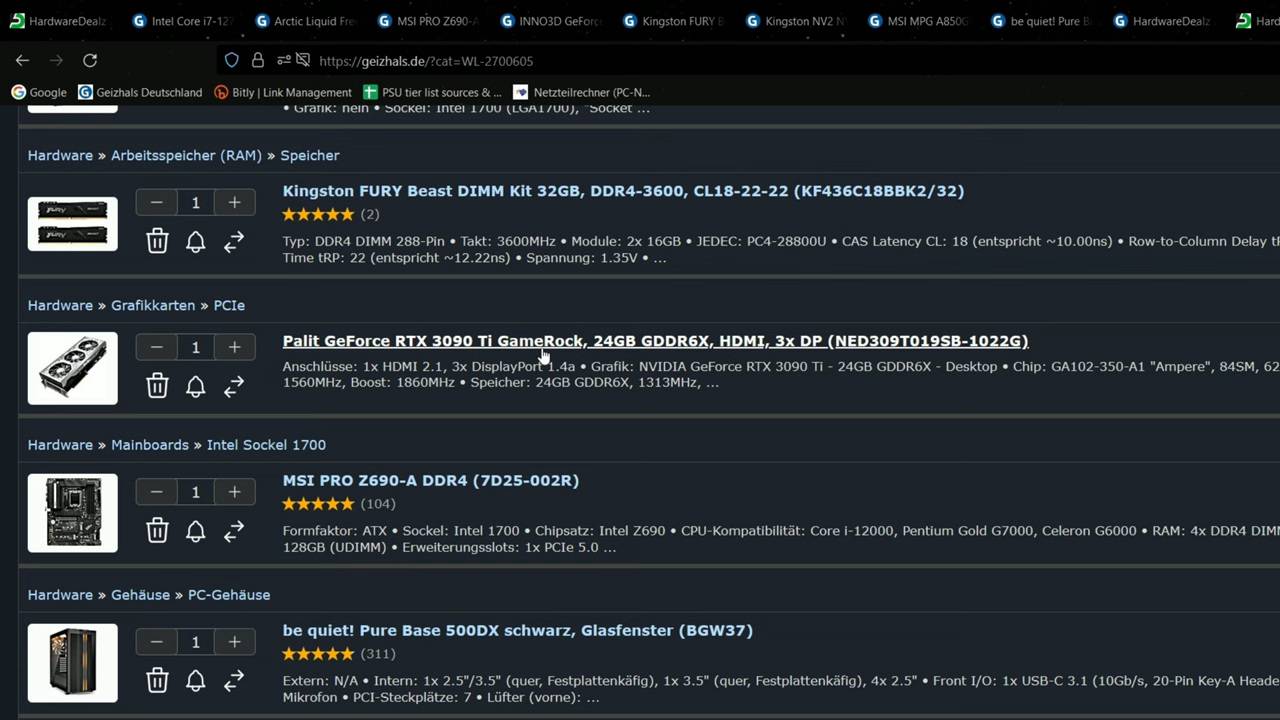 HardwareDealz
Intel Core i7-127
Arctic Liquid Fre
MSI PRO Z690-A
INNO3D GeForc
Kingston FURY B
Kingston NV2 N
MSI MPG A850G
be quiet! Pure B
HardwareDealz
Hard
https://geizhals.de/?cat=WL-2700605
Google
Geizhals Deutschland
Bitly | Link Management
PSU tier list sources & ...
Netzteilrechner (PC-N...
• Grafik: nein • Sockel: Intel 1700 (LGA1700), "Socket ...
Hardware » Arbeitsspeicher (RAM) » Speicher
Kingston FURY Beast DIMM Kit 32GB, DDR4-3600, CL18-22-22 (KF436C18BBK2/32)
− 1 +
(2)
Typ: DDR4 DIMM 288-Pin • Takt: 3600MHz • Module: 2x 16GB • JEDEC: PC4-28800U • CAS Latency CL: 18 (entspricht ~10.00ns) • Row-to-Column Delay t
Time tRP: 22 (entspricht ~12.22ns) • Spannung: 1.35V • ...
Hardware » Grafikkarten » PCIe
Palit GeForce RTX 3090 Ti GameRock, 24GB GDDR6X, HDMI, 3x DP (NED309T019SB-1022G)
− 1 +
Anschlüsse: 1x HDMI 2.1, 3x DisplayPort 1.4a • Grafik: NVIDIA GeForce RTX 3090 Ti - 24GB GDDR6X - Desktop • Chip: GA102-350-A1 "Ampere", 84SM, 62
1560MHz, Boost: 1860MHz • Speicher: 24GB GDDR6X, 1313MHz, ...
Hardware » Mainboards » Intel Sockel 1700
MSI PRO Z690-A DDR4 (7D25-002R)
− 1 +
(104)
Formfaktor: ATX • Sockel: Intel 1700 • Chipsatz: Intel Z690 • CPU-Kompatibilität: Core i-12000, Pentium Gold G7000, Celeron G6000 • RAM: 4x DDR4 DIMM
128GB (UDIMM) • Erweiterungsslots: 1x PCIe 5.0 ...
Hardware » Gehäuse » PC-Gehäuse
be quiet! Pure Base 500DX schwarz, Glasfenster (BGW37)
− 1 +
(311)
Extern: N/A • Intern: 1x 2.5"/3.5" (quer, Festplattenkäfig), 1x 3.5" (quer, Festplattenkäfig), 4x 2.5" • Front I/O: 1x USB-C 3.1 (10Gb/s, 20-Pin Key-A Heade
Mikrofon • PCI-Steckplätze: 7 • Lüfter (vorne): ...